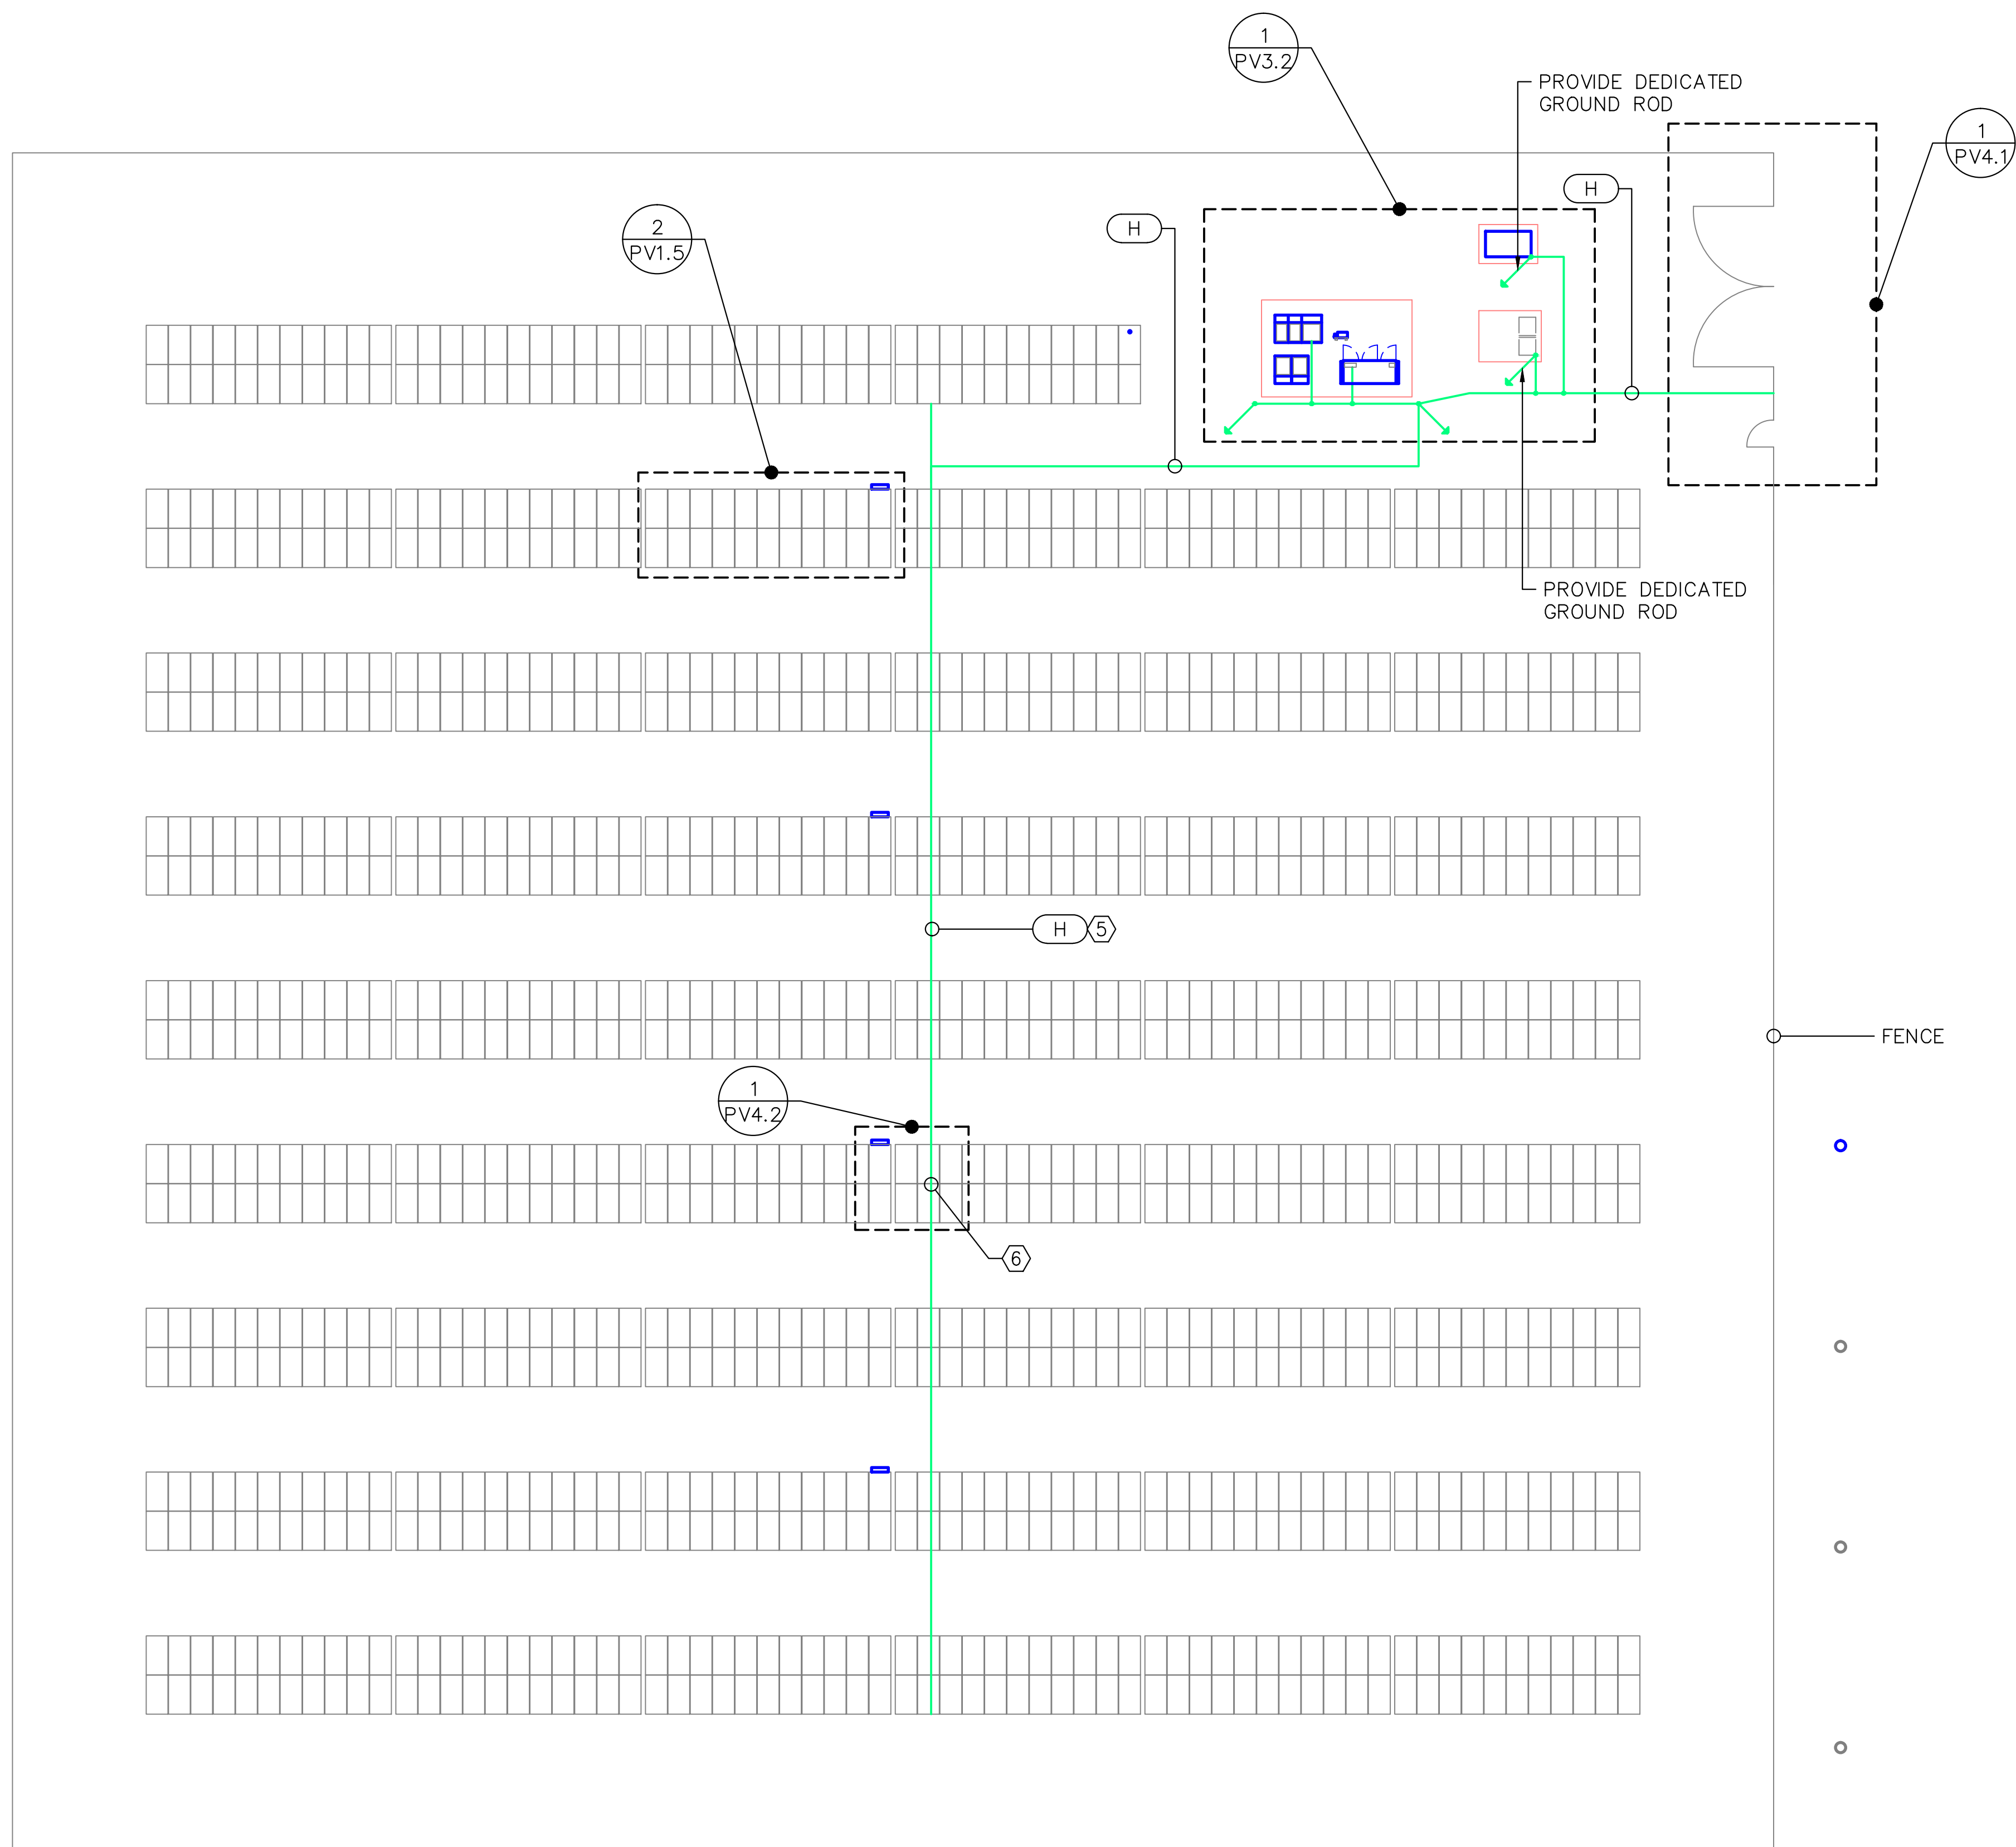 1
PV3.2
PROVIDE DEDICATED
GROUND ROD
1
PV4.1
H
H
2
PV1.5
PROVIDE DEDICATED
GROUND ROD
H
5
FENCE
1
PV4.2
6